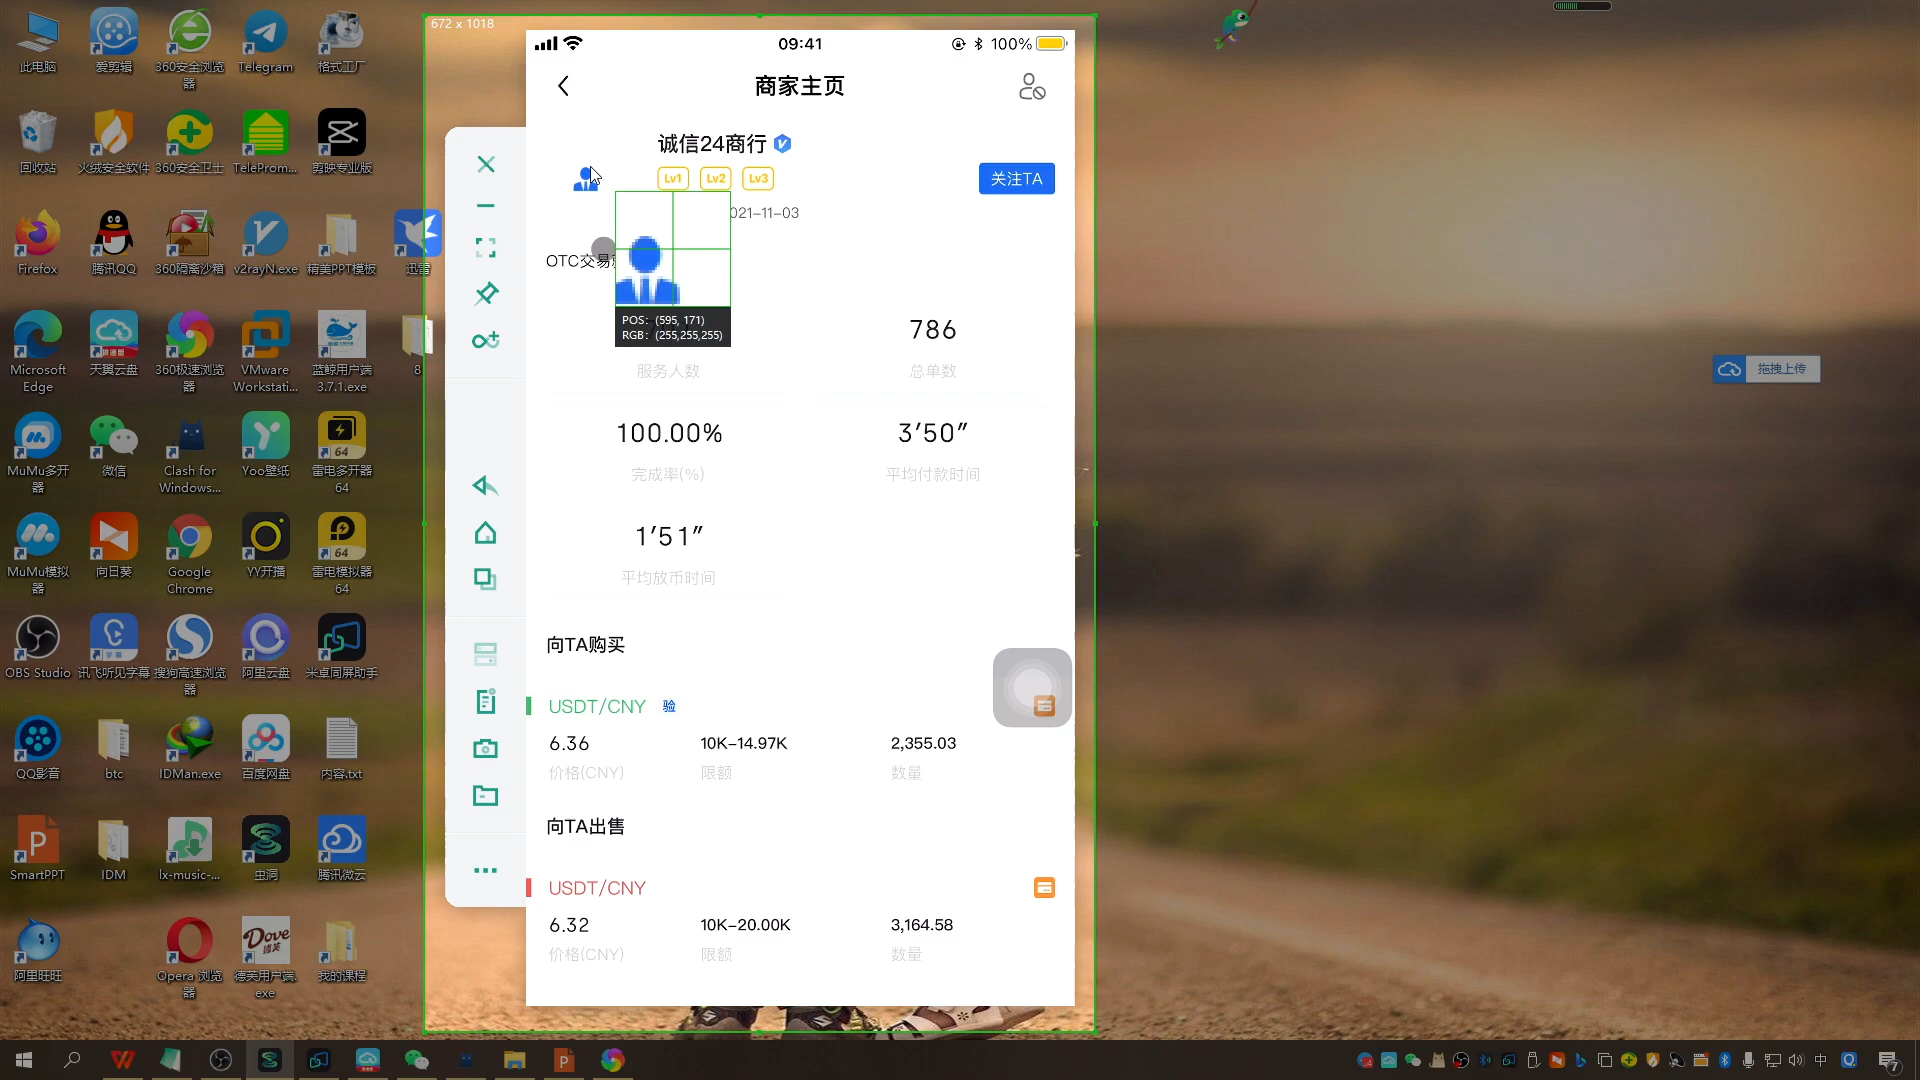 672 x 1018
此电脑
爱剪辑
360安全浏览器
Telegram
格式工厂
回收站
火绒安全软件
360安全卫士
TeleProm...
剪映专业版
Firefox
腾讯QQ
360隔离沙箱
v2rayN.exe
精美PPT模板
迅雷
Microsoft Edge
天翼云盘
360极速浏览器
VMware Workstati...
蓝鲸用户端3.7.1.exe
8
MuMu多开器
微信
Clash for Windows...
Yoo壁纸
雷电多开器64
MuMu模拟器
向日葵
Google Chrome
YY开播
雷电模拟器64
OBS Studio
讯飞听见字幕
搜狗高速浏览器
阿里云盘
米卓同屏助手
QQ影音
btc
IDMan.exe
百度网盘
内容.txt
SmartPPT
IDM
lx-music-...
虫洞
腾讯微云
阿里旺旺
Opera 浏览器
德芙用户端.exe
我的课程
09:41
100%
商家主页
诚信24商行
Lv1 Lv2 Lv3
关注TA
021-11-03
OTC交易
POS: (595, 171)
RGB: (255,255,255)
786
服务人数
总单数
100.00%
3′50″
完成率(%)
平均付款时间
1′51″
平均放币时间
向TA购买
USDT/CNY 验
6.36
10K-14.97K
2,355.03
价格(CNY)
限额
数量
向TA出售
USDT/CNY
6.32
10K-20.00K
3,164.58
价格(CNY)
限额
数量
拖拽上传
中
7